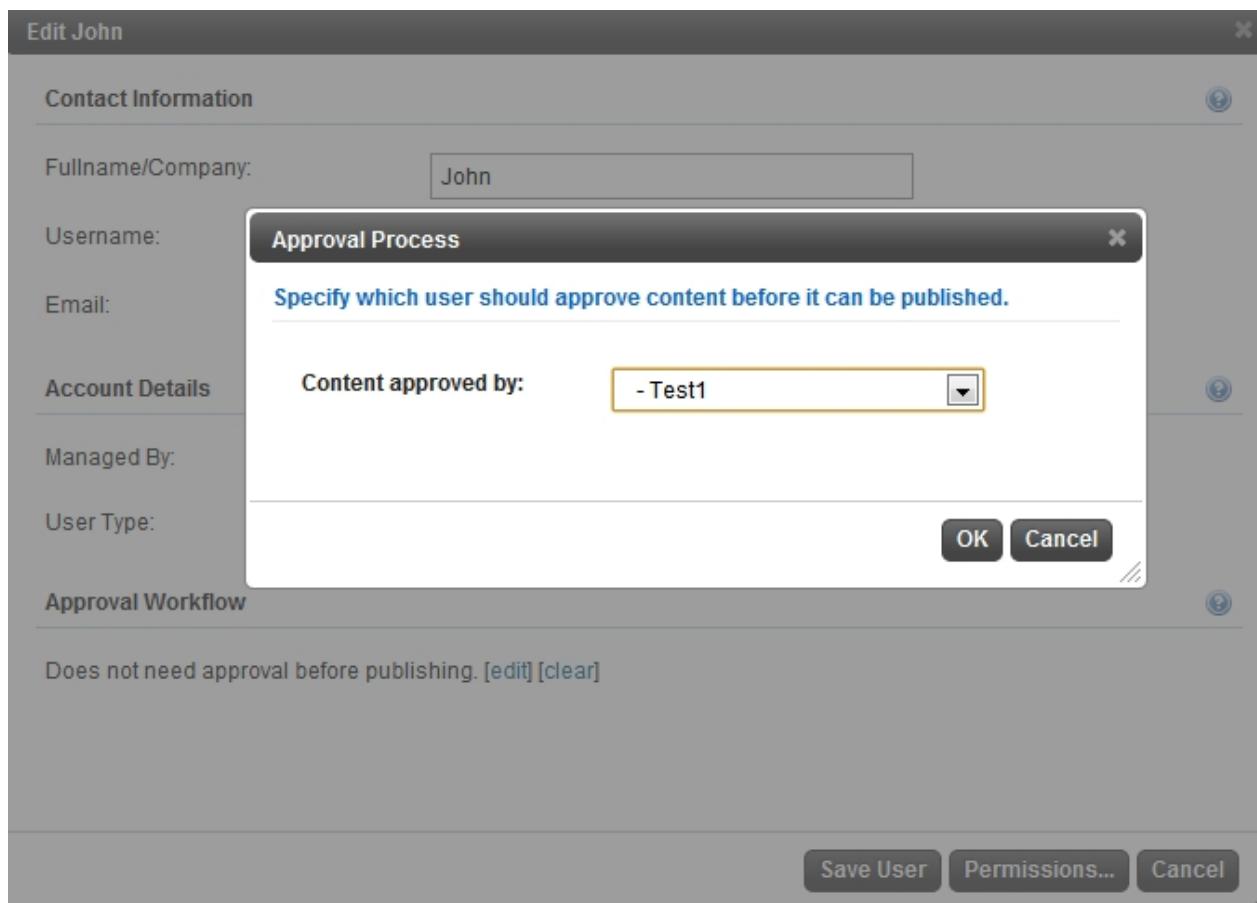 Edit John
Contact Information
Fullname/Company:
John
Username:
Approval Process
Specify which user should approve content before it can be published.
Email:
Content approved by:
- Test1
Account Details
Managed By:
User Type:
OK Cancel
Approval Workflow
Does not need approval before publishing. [edit] [clear]
Save User Permissions... Cancel